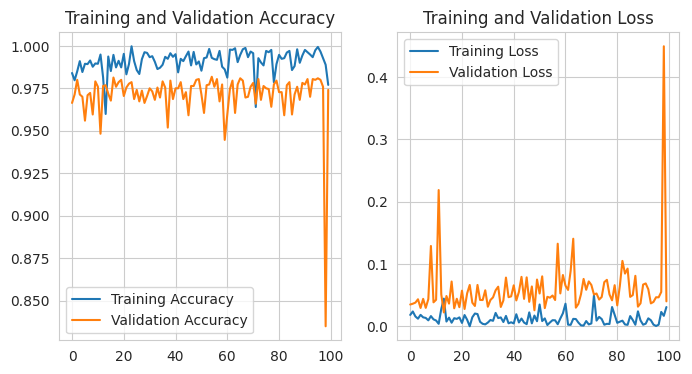 Training and Validation Accuracy
1.000
0.975
0.950
0.925
0.900
0.875
0.850
Training Accuracy
Validation Accuracy
0 20 40 60 80 100
Training and Validation Loss
Training Loss
Validation Loss
0.4
0.3
0.2
0.1
0.0
0 20 40 60 80 100